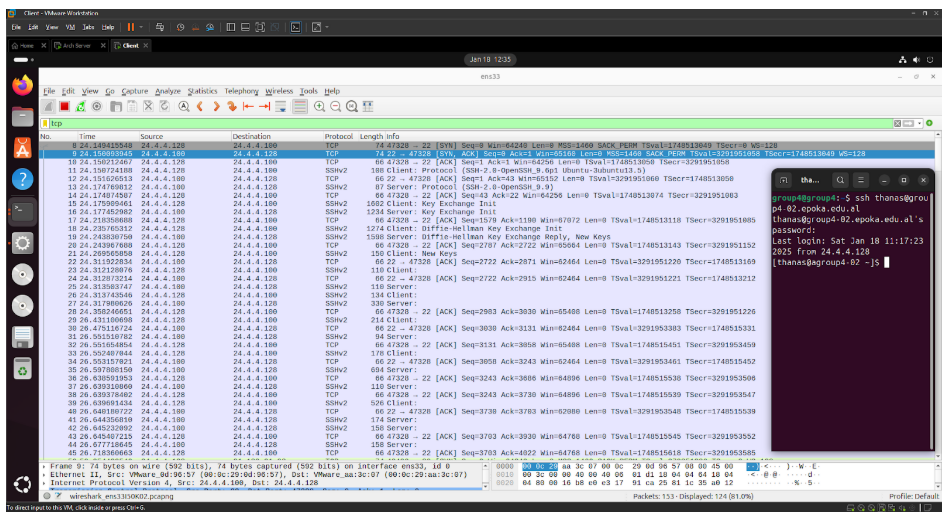 Client - VMware Workstation
File Edit View VM Tabs Help
Home Arch Server Client
Jan 18 12:35
ens33
File Edit View Go Capture Analyze Statistics Telephony Wireless Tools Help
tcp
No. Time Source Destination Protocol Length Info
8 24.149415548 24.4.4.128 24.4.4.100 TCP 74 47328 → 22 [SYN] Seq=0 Win=64240 Len=0 MSS=1460 SACK_PERM TSval=1748513049 TSecr=0 WS=128
9 24.150093945 24.4.4.100 24.4.4.128 TCP 74 22 → 47328 [SYN, ACK] Seq=0 Ack=1 Win=65160 Len=0 MSS=1460 SACK_PERM TSval=3291951058 TSecr=1748513049 WS=128
10 24.150212467 24.4.4.128 24.4.4.100 TCP 66 47328 → 22 [ACK] Seq=1 Ack=1 Win=64256 Len=0 TSval=1748513050 TSecr=3291951058
11 24.150724188 24.4.4.128 24.4.4.100 SSHv2 108 Client: Protocol (SSH-2.0-OpenSSH_9.6p1 Ubuntu-3ubuntu13.5)
12 24.151626513 24.4.4.100 24.4.4.128 TCP 66 22 → 47328 [ACK] Seq=1 Ack=43 Win=65152 Len=0 TSval=3291951060 TSecr=1748513050
13 24.174769812 24.4.4.100 24.4.4.128 SSHv2 87 Server: Protocol (SSH-2.0-OpenSSH_9.9)
14 24.174874587 24.4.4.128 24.4.4.100 TCP 66 47328 → 22 [ACK] Seq=43 Ack=22 Win=64256 Len=0 TSval=1748513074 TSecr=3291951083
15 24.175909461 24.4.4.128 24.4.4.100 SSHv2 1602 Client: Key Exchange Init
16 24.177452982 24.4.4.100 24.4.4.128 SSHv2 1234 Server: Key Exchange Init
17 24.218350688 24.4.4.128 24.4.4.100 TCP 66 47328 → 22 [ACK] Seq=1579 Ack=1190 Win=67072 Len=0 TSval=1748513118 TSecr=3291951085
18 24.235765312 24.4.4.128 24.4.4.100 SSHv2 1274 Client: Diffie-Hellman Key Exchange Init
19 24.243830750 24.4.4.100 24.4.4.128 SSHv2 1598 Server: Diffie-Hellman Key Exchange Reply, New Keys
20 24.243967688 24.4.4.128 24.4.4.100 TCP 66 47328 → 22 [ACK] Seq=2787 Ack=2722 Win=65664 Len=0 TSval=1748513143 TSecr=3291951152
21 24.269565858 24.4.4.128 24.4.4.100 SSHv2 150 Client: New Keys
22 24.311922834 24.4.4.100 24.4.4.128 TCP 66 22 → 47328 [ACK] Seq=2722 Ack=2871 Win=62464 Len=0 TSval=3291951220 TSecr=1748513169
23 24.312128076 24.4.4.128 24.4.4.100 SSHv2 110 Client:
24 24.312873214 24.4.4.100 24.4.4.128 TCP 66 22 → 47328 [ACK] Seq=2722 Ack=2915 Win=62464 Len=0 TSval=3291951221 TSecr=1748513212
25 24.313503747 24.4.4.100 24.4.4.128 SSHv2 110 Server:
26 24.313743546 24.4.4.128 24.4.4.100 SSHv2 134 Client:
27 24.317980626 24.4.4.100 24.4.4.128 SSHv2 330 Server:
28 24.358246651 24.4.4.128 24.4.4.100 TCP 66 47328 → 22 [ACK] Seq=2983 Ack=3030 Win=65408 Len=0 TSval=1748513258 TSecr=3291951226
29 26.431100698 24.4.4.128 24.4.4.100 SSHv2 214 Client:
30 26.475116724 24.4.4.100 24.4.4.128 TCP 66 22 → 47328 [ACK] Seq=3030 Ack=3131 Win=62464 Len=0 TSval=3291953383 TSecr=1748515331
31 26.551510782 24.4.4.100 24.4.4.128 SSHv2 94 Server:
32 26.551654854 24.4.4.128 24.4.4.100 TCP 66 47328 → 22 [ACK] Seq=3131 Ack=3058 Win=65408 Len=0 TSval=1748515451 TSecr=3291953459
33 26.552407044 24.4.4.128 24.4.4.100 SSHv2 178 Client:
34 26.553157021 24.4.4.100 24.4.4.128 TCP 66 22 → 47328 [ACK] Seq=3058 Ack=3243 Win=62464 Len=0 TSval=3291953461 TSecr=1748515452
35 26.597808150 24.4.4.100 24.4.4.128 SSHv2 694 Server:
36 26.638591953 24.4.4.128 24.4.4.100 TCP 66 47328 → 22 [ACK] Seq=3243 Ack=3686 Win=64896 Len=0 TSval=1748515538 TSecr=3291953506
37 26.639310860 24.4.4.100 24.4.4.128 SSHv2 110 Server:
38 26.639378402 24.4.4.128 24.4.4.100 TCP 66 47328 → 22 [ACK] Seq=3243 Ack=3730 Win=64896 Len=0 TSval=1748515539 TSecr=3291953547
39 26.639691434 24.4.4.128 24.4.4.100 SSHv2 526 Client:
40 26.640180722 24.4.4.100 24.4.4.128 TCP 66 22 → 47328 [ACK] Seq=3730 Ack=3703 Win=62080 Len=0 TSval=3291953548 TSecr=1748515539
41 26.644356010 24.4.4.100 24.4.4.128 SSHv2 174 Server:
42 26.645232092 24.4.4.100 24.4.4.128 SSHv2 158 Server:
43 26.645407215 24.4.4.128 24.4.4.100 TCP 66 47328 → 22 [ACK] Seq=3703 Ack=3930 Win=64768 Len=0 TSval=1748515545 TSecr=3291953552
44 26.677718645 24.4.4.100 24.4.4.128 SSHv2 158 Server:
45 26.718360663 24.4.4.128 24.4.4.100 TCP 66 47328 → 22 [ACK] Seq=3703 Ack=4022 Win=64768 Len=0 TSval=1748515618 TSecr=3291953585
tha...
group4@group4:~$ ssh thanas@grou
p4-02.epoka.edu.al
thanas@group4-02.epoka.edu.al's
password:
Last login: Sat Jan 18 11:17:23
2025 from 24.4.4.128
[thanas@agroup4-02 ~]$
Frame 9: 74 bytes on wire (592 bits), 74 bytes captured (592 bits) on interface ens33, id 0
Ethernet II, Src: VMware_0d:96:57 (00:0c:29:0d:96:57), Dst: VMware_aa:3c:07 (00:0c:29:aa:3c:07)
Internet Protocol Version 4, Src: 24.4.4.100, Dst: 24.4.4.128
0000 00 0c 29 aa 3c 07 00 0c 29 0d 96 57 08 00 45 00
0010 00 3c 00 00 40 00 40 06 01 d1 18 04 04 64 18 04
0020 04 80 00 16 b8 e0 e3 17 91 ca 25 81 1c 35 a0 12
wireshark_ens33I50K02.pcapng
Packets: 153 · Displayed: 124 (81.0%)
Profile: Default
To direct input to this VM, click inside or press Ctrl+G.